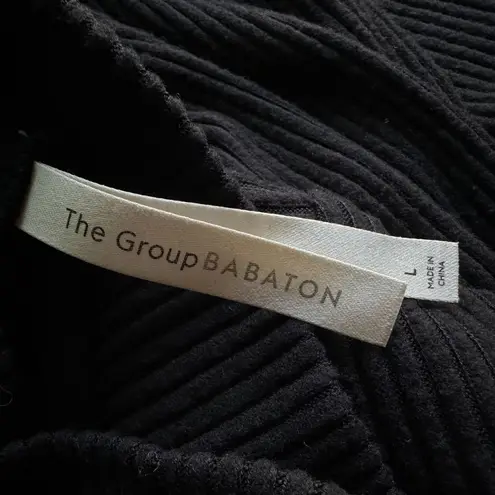 The Group BABATON
L
MADE IN
CHINA